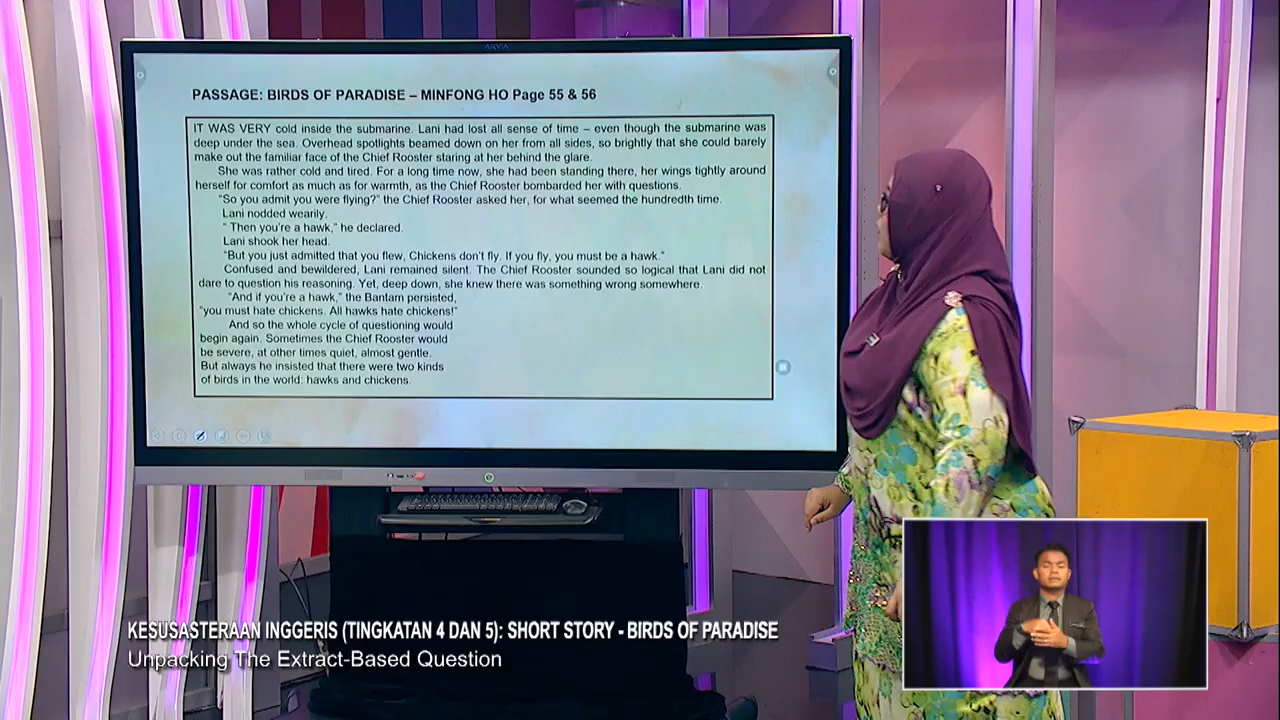 PASSAGE: BIRDS OF PARADISE – MINFONG HO Page 55 & 56
IT WAS VERY cold inside the submarine. Lani had lost all sense of time – even though the submarine was
deep under the sea. Overhead spotlights beamed down on her from all sides, so brightly that she could barely
make out the familiar face of the Chief Rooster staring at her behind the glare.
She was rather cold and tired. For a long time now, she had been standing there, her wings tightly around
herself for comfort as much as for warmth, as the Chief Rooster bombarded her with questions.
"So you admit you were flying?" the Chief Rooster asked her, for what seemed the hundredth time.
Lani nodded wearily.
" Then you're a hawk," he declared.
Lani shook her head.
"But you just admitted that you flew, Chickens don't fly. If you fly, you must be a hawk."
Confused and bewildered, Lani remained silent. The Chief Rooster sounded so logical that Lani did not
dare to question his reasoning. Yet, deep down, she knew there was something wrong somewhere.
"And if you're a hawk," the Bantam persisted,
"you must hate chickens. All hawks hate chickens!"
And so the whole cycle of questioning would
begin again. Sometimes the Chief Rooster would
be severe, at other times quiet, almost gentle.
But always he insisted that there were two kinds
of birds in the world: hawks and chickens.
KESUSASTERAAN INGGERIS (TINGKATAN 4 DAN 5): SHORT STORY - BIRDS OF PARADISE
Unpacking The Extract-Based Question